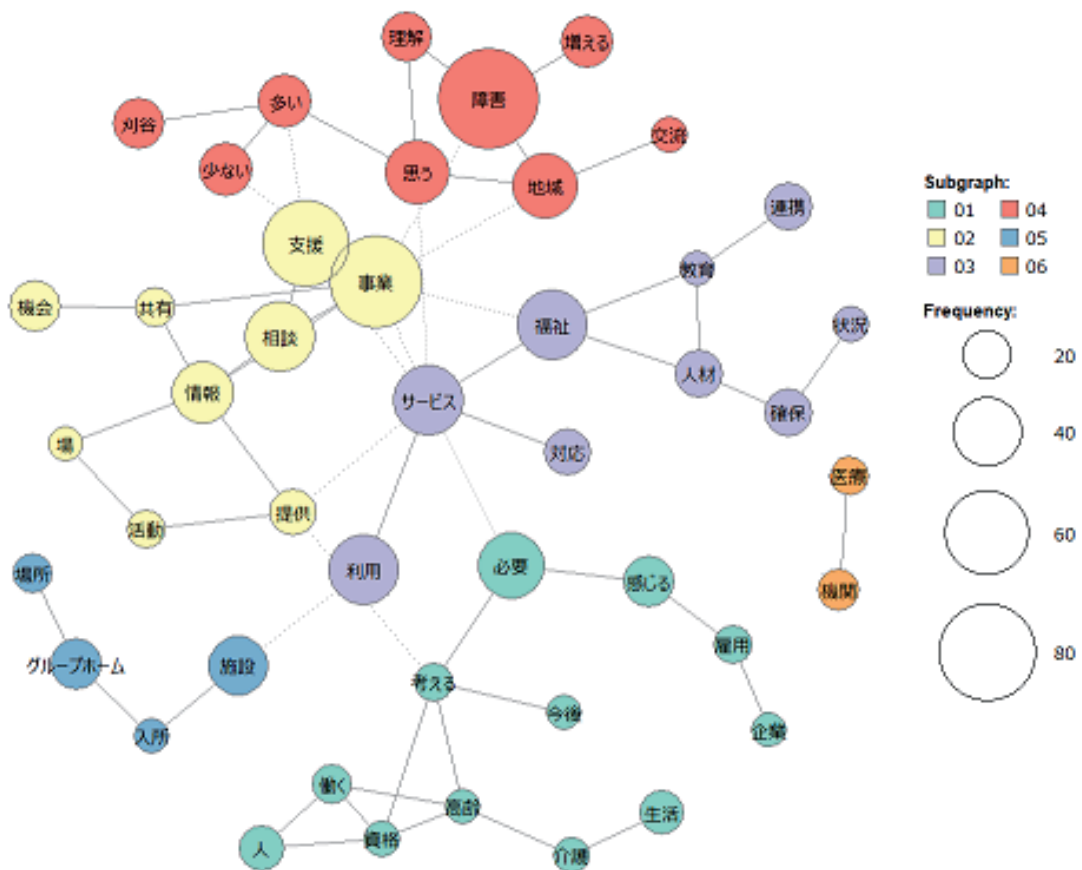 理解
増える
障害
多い
刈谷
交流
少ない
思う
地域
連携
支援
教育
事業
機会
共有
福祉
状況
相談
人材
情報
サービス
確保
場
対応
医療
提供
活動
必要
利用
場所
感じる
機関
グループホーム
施設
雇用
考える
今後
入所
企業
働く
高齢
生活
資格
人
介護
Subgraph:
01 04
02 05
03 06
Frequency:
20
40
60
80